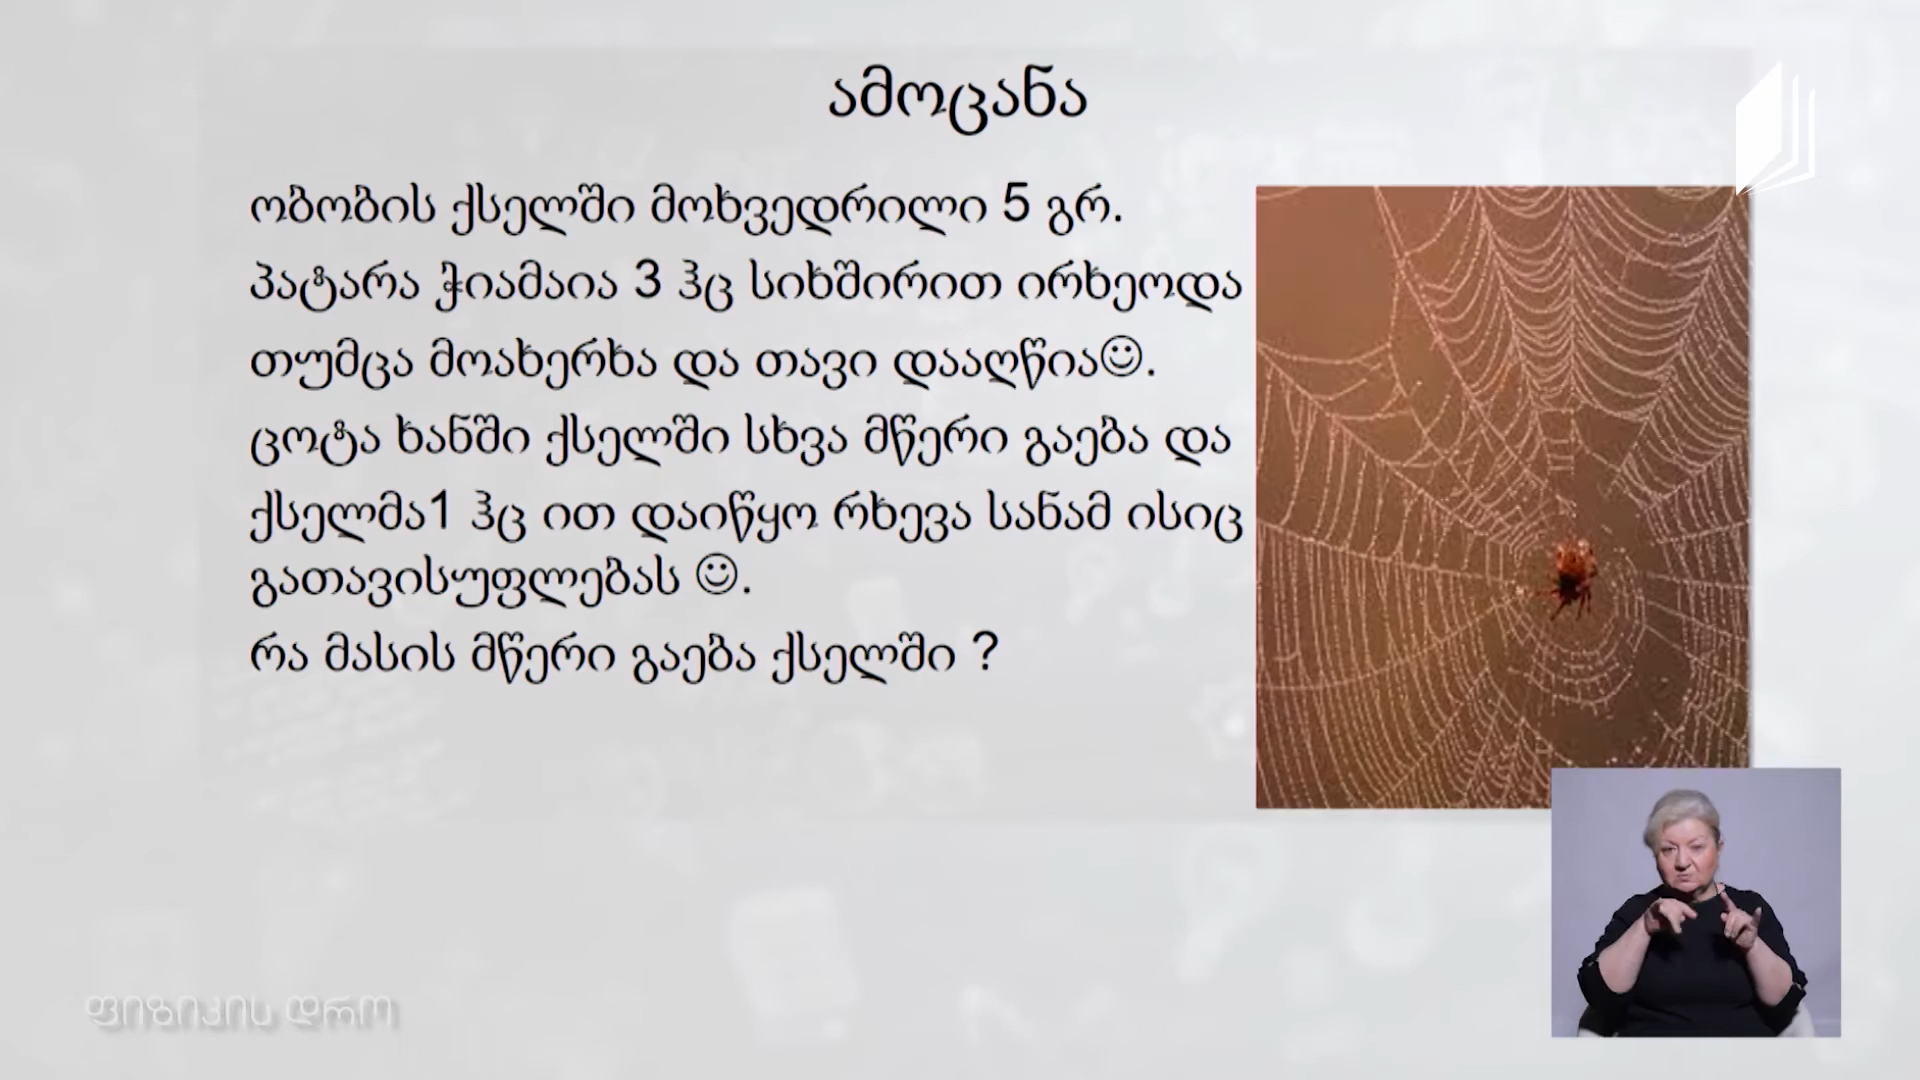 ამოცანა
ობობის ქსელში მოხვედრილი 5 გრ.
პატარა ჭიამაია 3 ჰც სიხშირით ირხეოდა
თუმცა მოახერხა და თავი დააღწია☺.
ცოტა ხანში ქსელში სხვა მწერი გაება და
ქსელმა1 ჰც ით დაიწყო რხევა სანამ ისიც
გათავისუფლებას ☺.
რა მასის მწერი გაება ქსელში ?
ფიზიკის დრო